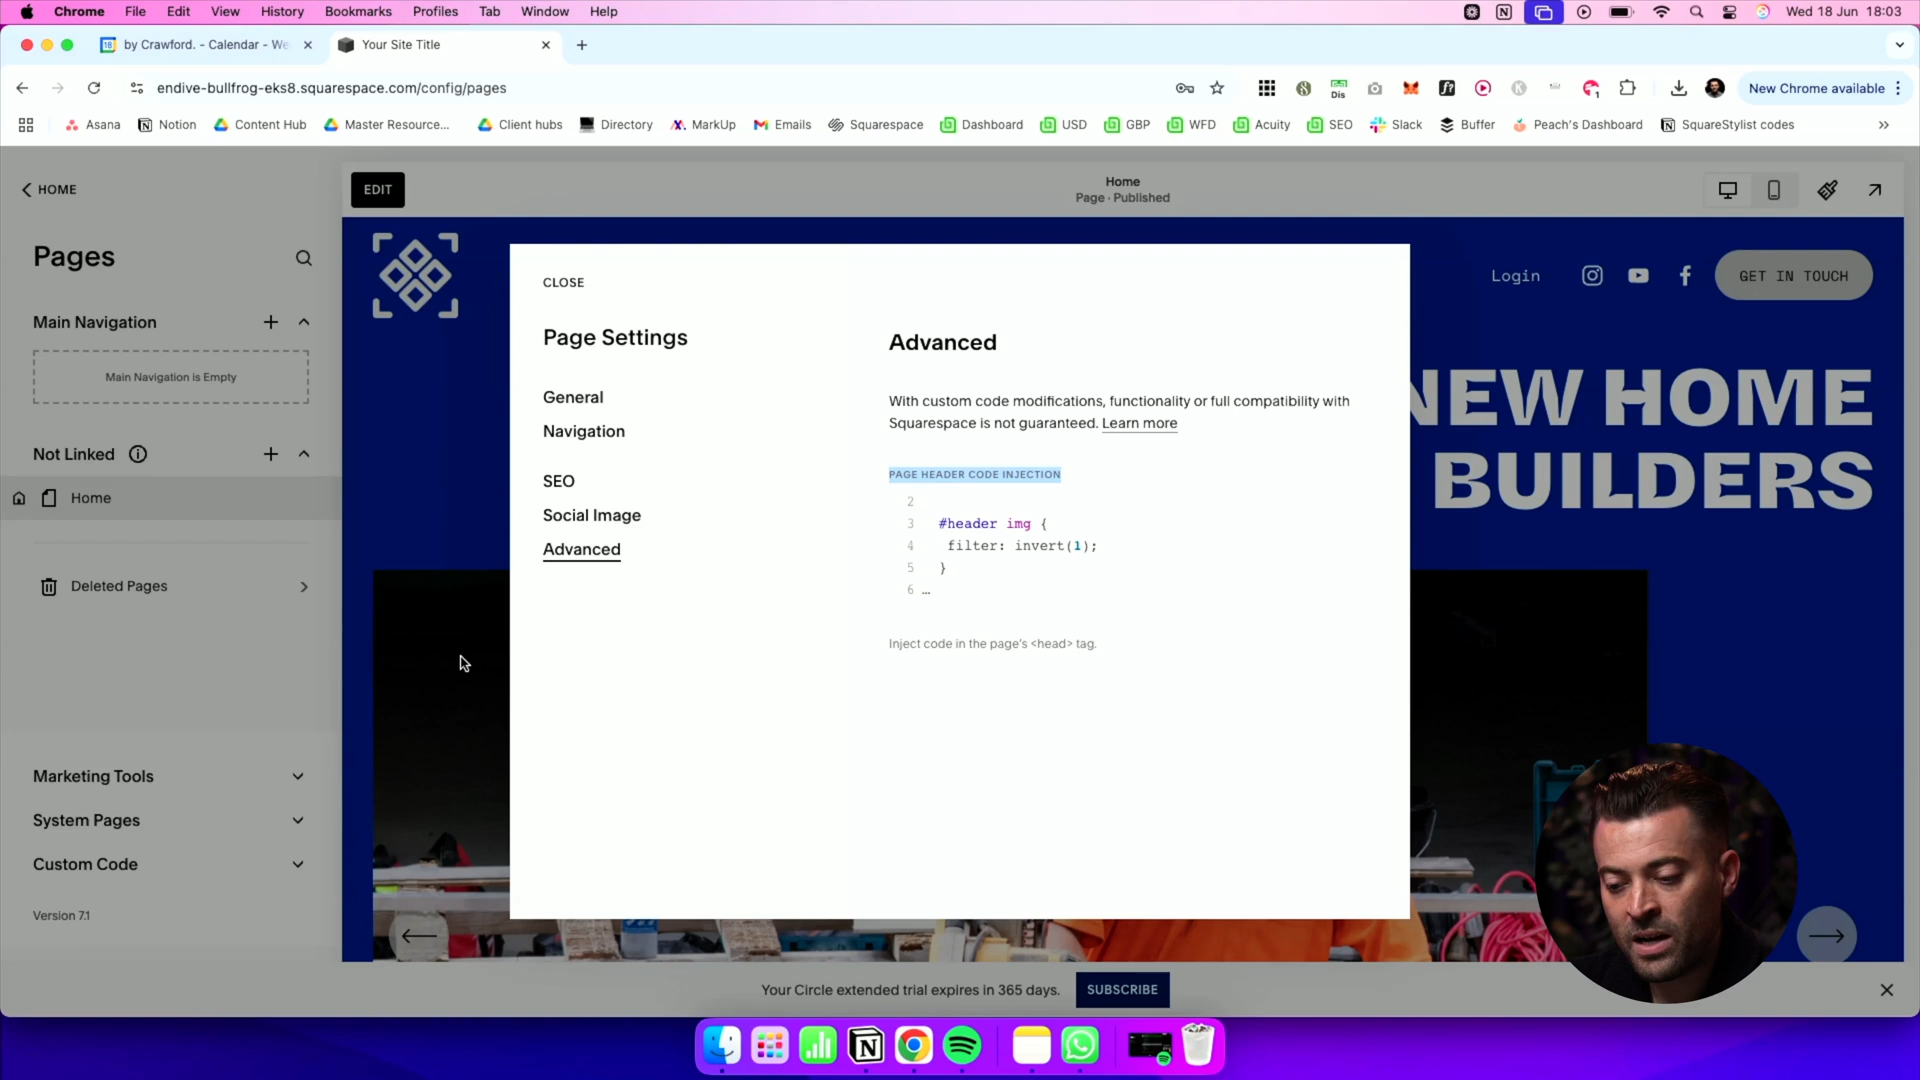 Chrome File Edit View History Bookmarks Profiles Tab Window Help Wed 18 Jun 18:03
by Crawford. - Calendar - We
Your Site Title
endive-bullfrog-eks8.squarespace.com/config/pages
Dis
New Chrome available
Asana Notion Content Hub Master Resource... Client hubs Directory MarkUp Emails Squarespace Dashboard USD GBP WFD Acuity SEO Slack Buffer Peach's Dashboard SquareStylist codes
HOME
Pages
Main Navigation
Main Navigation is Empty
Not Linked
Home
Deleted Pages
Marketing Tools
System Pages
Custom Code
Version 7.1
EDIT
Home
Page · Published
Login
GET IN TOUCH
NEW HOME
BUILDERS
CLOSE
Page Settings
General
Navigation
SEO
Social Image
Advanced
Advanced
With custom code modifications, functionality or full compatibility with
Squarespace is not guaranteed. Learn more
PAGE HEADER CODE INJECTION
2
3 #header img {
4 filter: invert(1);
5 }
6 …
Inject code in the page's <head> tag.
Your Circle extended trial expires in 365 days. SUBSCRIBE